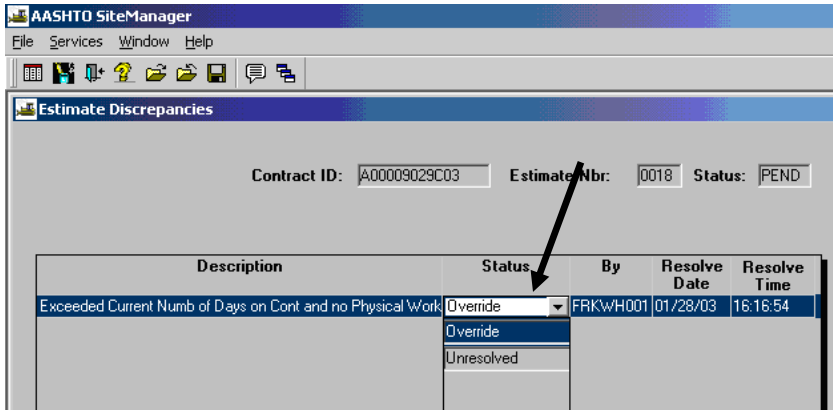 AASHTO SiteManager
File Services Window Help
Estimate Discrepancies
Contract ID: A00009029C03 Estimate Nbr: 0018 Status: PEND
Description Status By Resolve Date Resolve Time
Exceeded Current Numb of Days on Cont and no Physical Work Override FRKWH001 01/28/03 16:16:54
Override
Unresolved